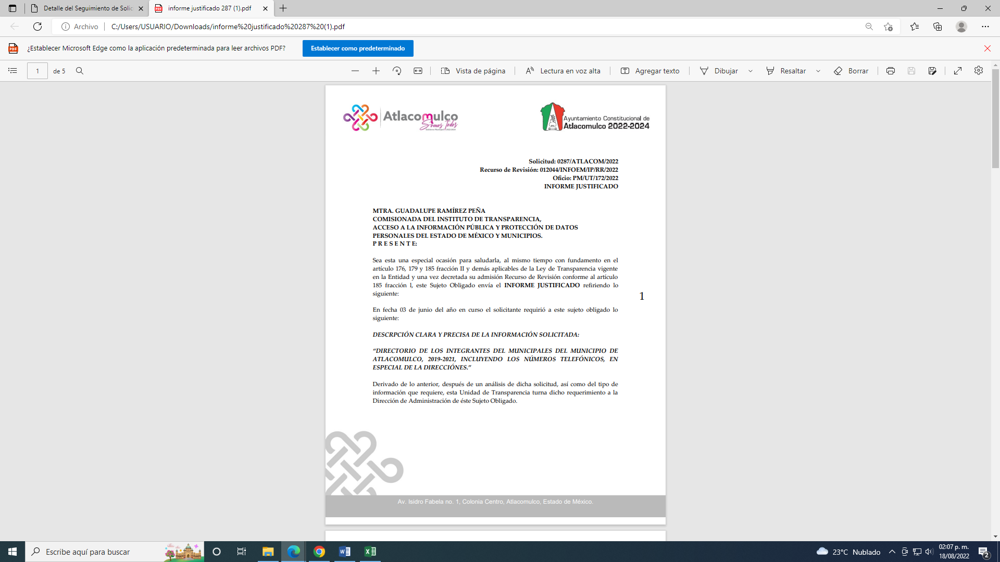 Detalle del Seguimiento de Solic
informe justificado 287 (1).pdf
Archivo
C:/Users/USUARIO/Downloads/informe%20justificado%20287%20(1).pdf
PDF
¿Establecer Microsoft Edge como la aplicación predeterminada para leer archivos PDF?
Establecer como predeterminado
1
de 5
Vista de página
Lectura en voz alta
Agregar texto
Dibujar
Resaltar
Borrar
Atlacomulco
Somos Todos
Ayuntamiento Constitucional de
Atlacomulco 2022-2024
Solicitud: 0287/ATLACOM/2022
Recurso de Revisión: 012044/INFOEM/IP/RR/2022
Oficio: PM/UT/172/2022
INFORME JUSTIFICADO
MTRA. GUADALUPE RAMÍREZ PEÑA
COMISIONADA DEL INSTITUTO DE TRANSPARENCIA,
ACCESO A LA INFORMACIÓN PÚBLICA Y PROTECCIÓN DE DATOS
PERSONALES DEL ESTADO DE MÉXICO Y MUNICIPIOS.
P R E S E N T E:
Sea esta una especial ocasión para saludarla, al mismo tiempo con fundamento en el
artículo 176, 179 y 185 fracción II y demás aplicables de la Ley de Transparencia vigente
en la Entidad y una vez decretada su admisión Recurso de Revisión conforme al artículo
185 fracción l, este Sujeto Obligado envía el INFORME JUSTIFICADO refiriendo lo
siguiente:
1
En fecha 03 de junio del año en curso el solicitante requirió a este sujeto obligado lo
siguiente:
DESCRPCIÓN CLARA Y PRECISA DE LA INFORMACIÓN SOLICITADA:
“DIRECTORIO DE LOS INTEGRANTES DEL MUNICIPALES DEL MUNICIPIO DE
ATLACOMULCO, 2019-2021, INCLUYENDO LOS NÚMEROS TELEFÓNICOS, EN
ESPECIAL DE LA DIRECCIÓNES.”
Derivado de lo anterior, después de un análisis de dicha solicitud, así como del tipo de
información que requiere, esta Unidad de Transparencia turna dicho requerimiento a la
Dirección de Administración de éste Sujeto Obligado.
Av. Isidro Fabela no. 1, Colonia Centro, Atlacomulco, Estado de México.
Escribe aquí para buscar
23°C Nublado
02:07 p. m.
18/08/2022
2